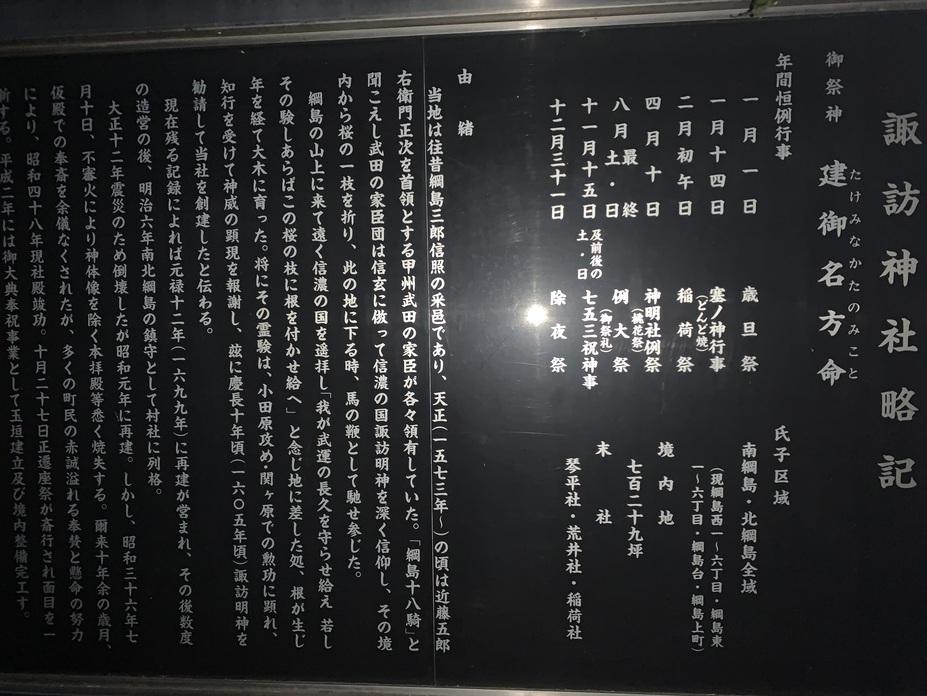 諏訪神社略記
御祭神 建御名方命
たけみなかたのみこと
年間恒例行事
一月一日 歳旦祭
一月十四日 塞ノ神行事
(どんど焼)
二月初午日 稲荷祭
四月十日 神明社例祭
(桃花祭)
八月最終土・日 例大祭
(御祭礼)
十一月十五日 及前後の土・日 七五三祝神事
十二月三十一日 除夜祭
氏子区域
南綱島・北綱島全域
(現綱島西一〜六丁目・綱島東
一〜六丁目・綱島台・綱島上町)
境内地
七百二十九坪
末社
琴平社・荒井社・稲荷社
由緒
当地は往昔綱島三郎信照の采邑であり、天正(一五七三年〜)の頃は近藤五郎
右衛門正次を首領とする甲州武田の家臣が各々領有していた。「綱島十八騎」と
聞こえし武田の家臣団は信玄に倣って信濃の国諏訪明神を深く信仰し、その境
内から桜の一枝を折り、此の地に下る時、馬の鞭として馳せ参じた。
綱島の山上に来て遠く信濃の国を遥拝し「我が武運の長久を守らせ給え 若し
その験しあらばこの桜の枝に根を付かせ給へ」と念じ地に差した処、根が生じ
年を経て大木に育った。将にその霊験は、小田原攻め・関ヶ原での勲功に顕れ、
知行を受けて神威の顕現を報謝し、茲に慶長十年頃(一六〇五年頃)諏訪明神を
勧請して当社を創建したと伝わる。
現在残る記録によれば元禄十二年(一六九九年)に再建が営まれ、その後数度
の造営の後、明治六年南北綱島の鎮守として村社に列格。
大正十二年震災のため倒壊したが昭和元年に再建。しかし、昭和三十六年七
月十日、不審火により神体像を除く本拝殿等悉く焼失する。爾来十年余の歳月、
仮殿での奉斎を余儀なくされたが、多くの町民の赤誠溢れる奉賛と懸命の努力
により、昭和四十八年現社殿竣功。十月二十七日正遷座祭が斎行され面目を一
新する。平成二年には御大典奉祝事業として玉垣建立及び境内整備完工す。